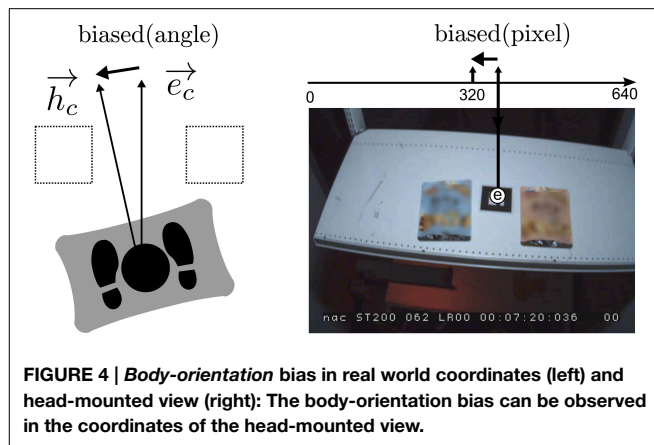 biased(angle)
h_c
e_c
biased(pixel)
0
320
640
e
nac ST200 062 LR00 00:07:20:036 00
FIGURE 4 | Body-orientation bias in real world coordinates (left) and
head-mounted view (right): The body-orientation bias can be observed
in the coordinates of the head-mounted view.